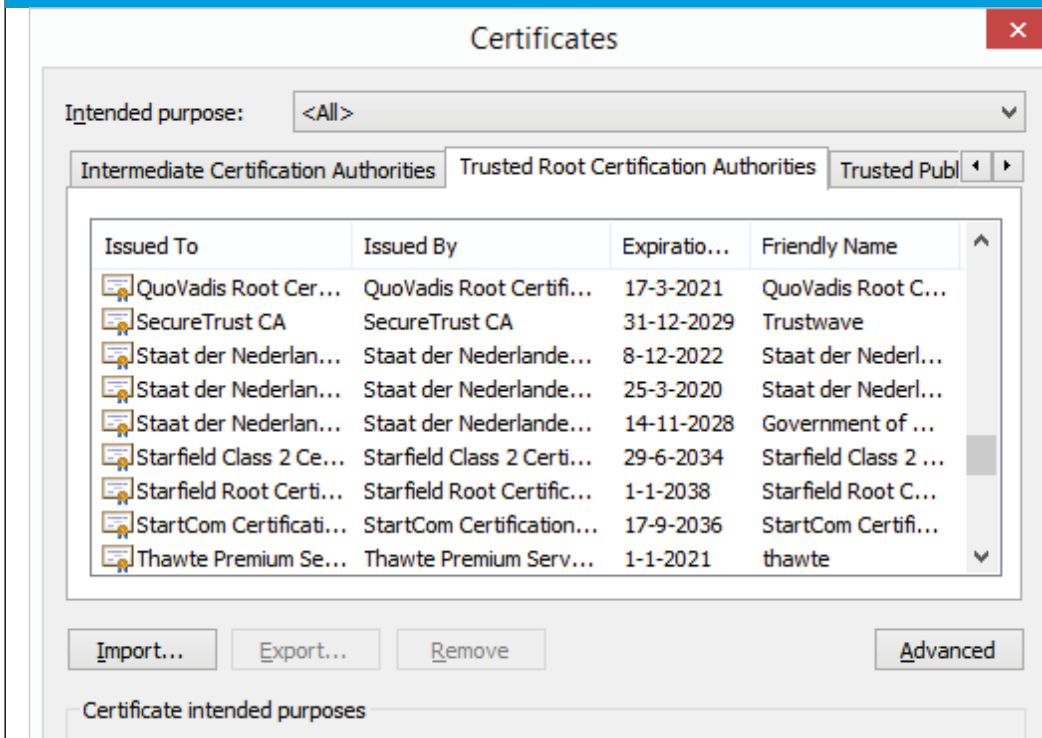 Certificates
Intended purpose: <All>
Intermediate Certification Authorities Trusted Root Certification Authorities Trusted Publ
Issued To Issued By Expiratio... Friendly Name
QuoVadis Root Cer... QuoVadis Root Certifi... 17-3-2021 QuoVadis Root C...
SecureTrust CA SecureTrust CA 31-12-2029 Trustwave
Staat der Nederlan... Staat der Nederlande... 8-12-2022 Staat der Nederl...
Staat der Nederlan... Staat der Nederlande... 25-3-2020 Staat der Nederl...
Staat der Nederlan... Staat der Nederlande... 14-11-2028 Government of ...
Starfield Class 2 Ce... Starfield Class 2 Certi... 29-6-2034 Starfield Class 2 ...
Starfield Root Certi... Starfield Root Certific... 1-1-2038 Starfield Root C...
StartCom Certificati... StartCom Certification... 17-9-2036 StartCom Certifi...
Thawte Premium Se... Thawte Premium Serv... 1-1-2021 thawte
Import... Export... Remove Advanced
Certificate intended purposes